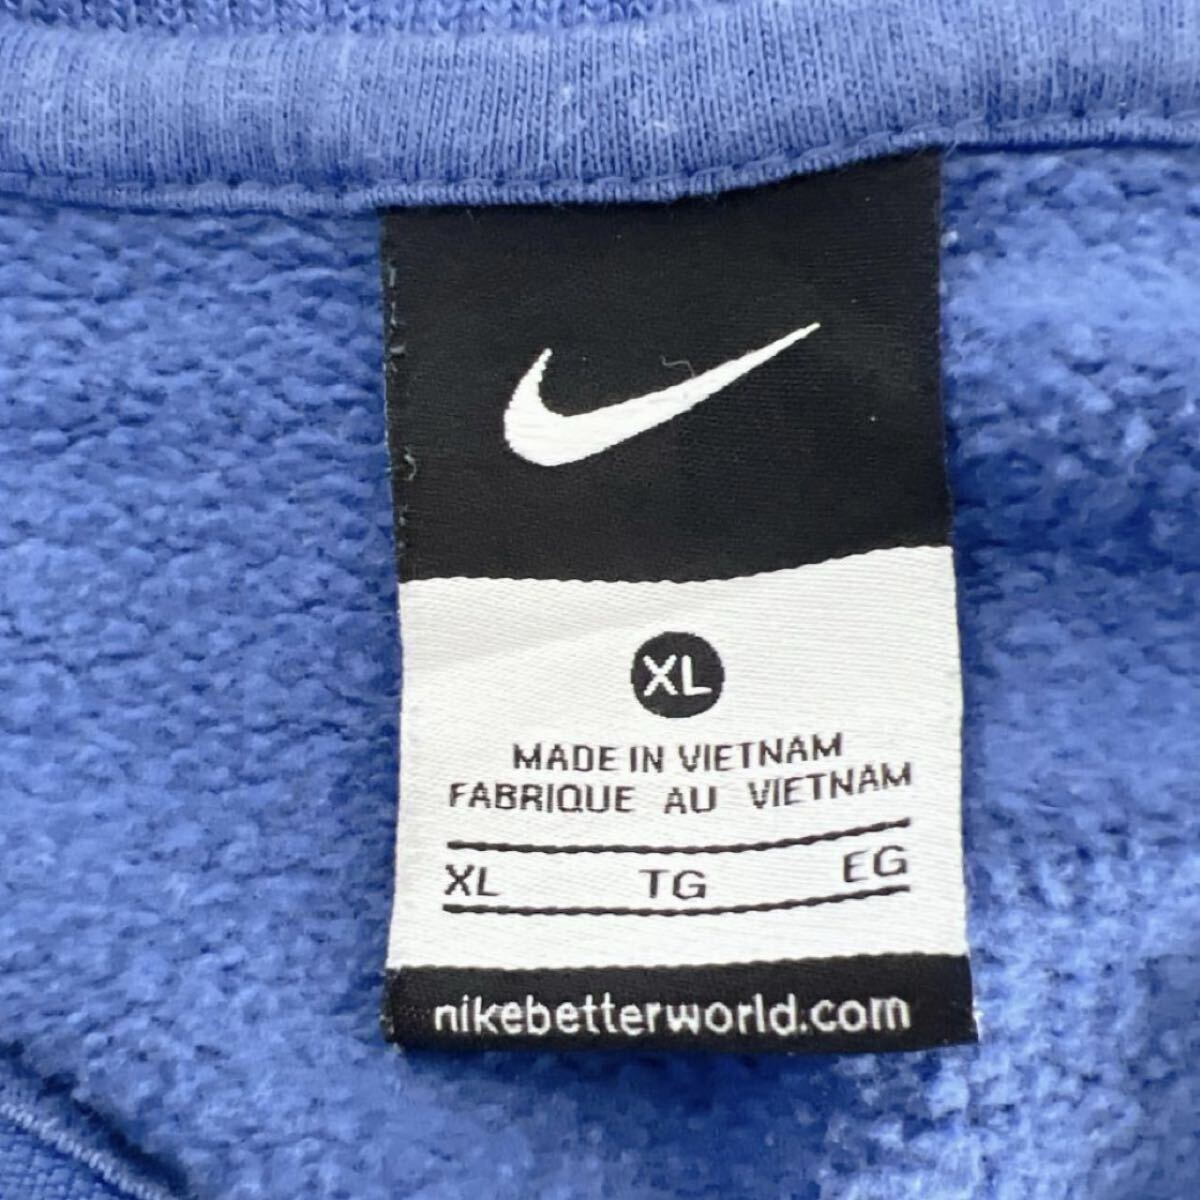 XL
MADE IN VIETNAM
FABRIQUE AU VIETNAM
XL TG EG
nikebetterworld.com